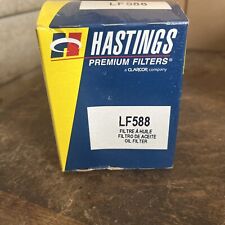 LF588
HASTINGS
PREMIUM FILTERS®
a CLARCOR company
LF588
FILTRE À HUILE
FILTRO DE ACEITE
OIL FILTER